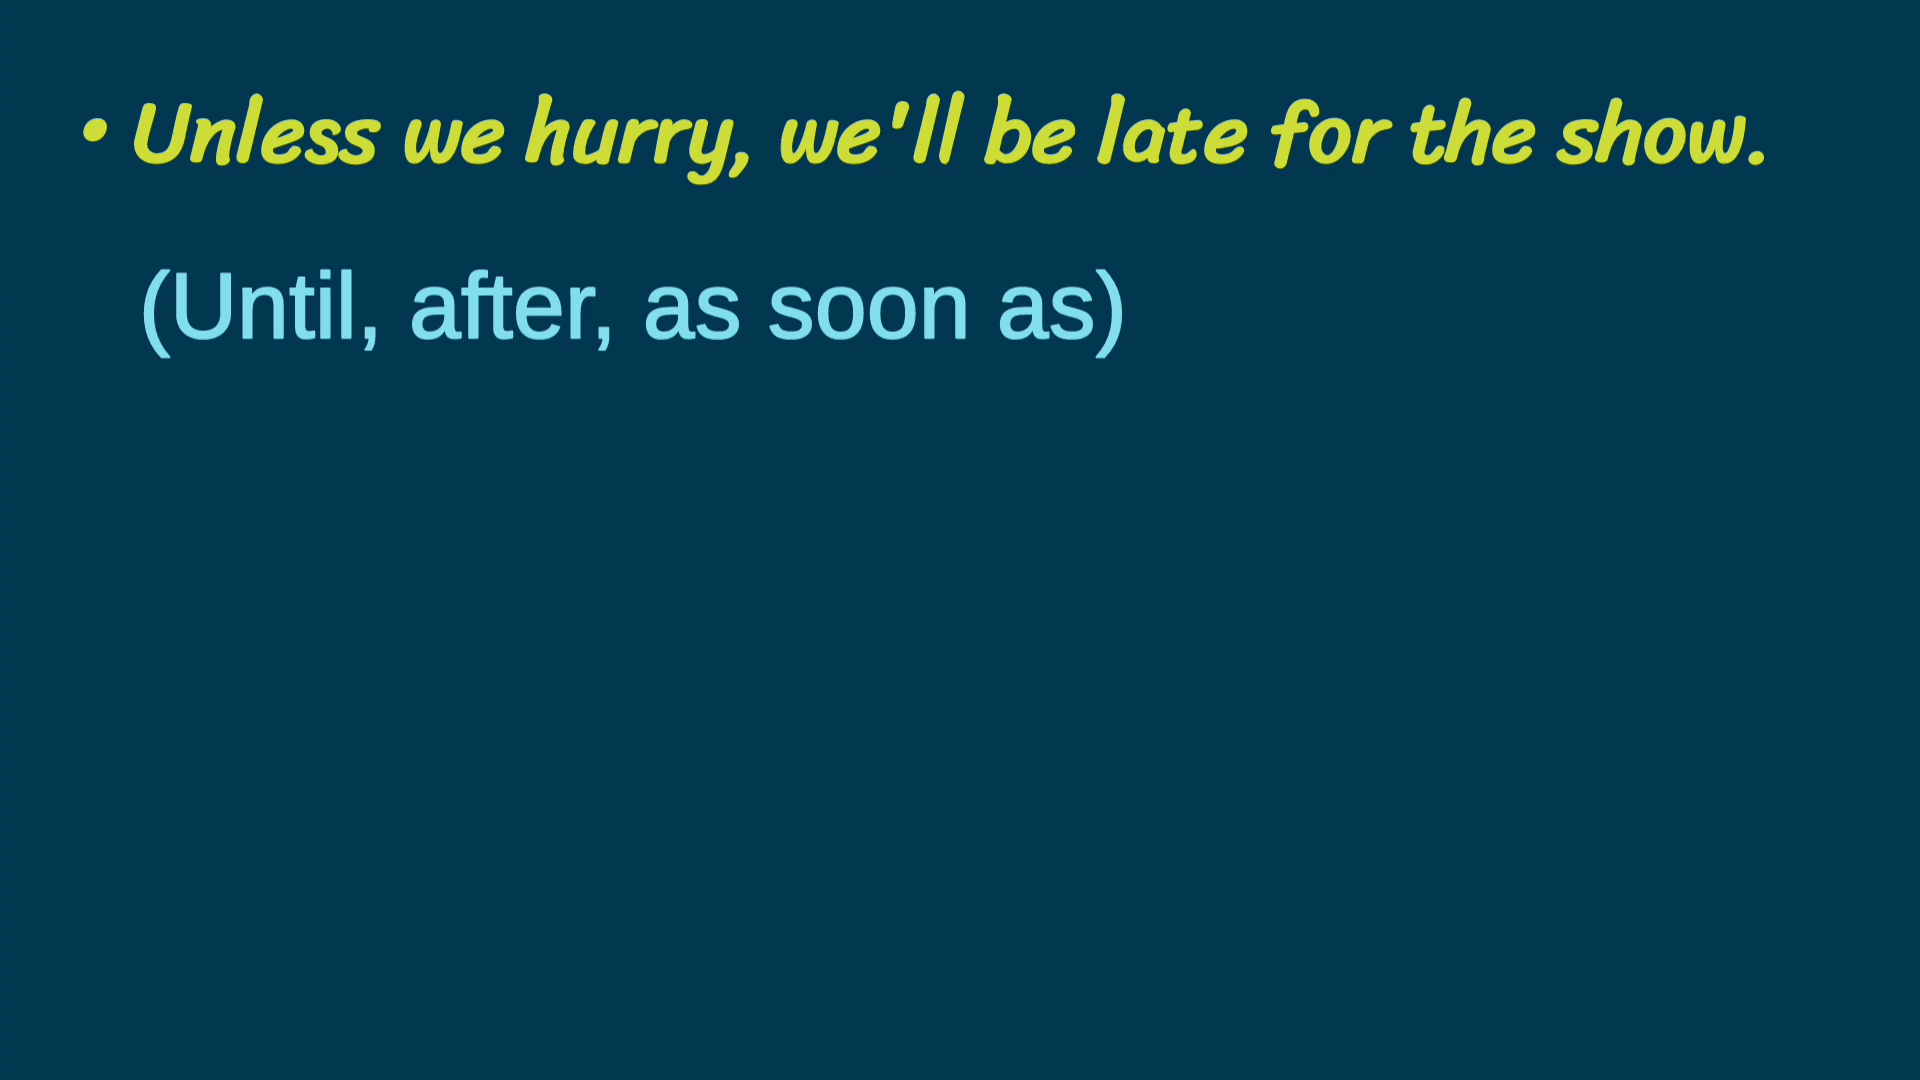 • Unless we hurry, we'll be late for the show.
(Until, after, as soon as)